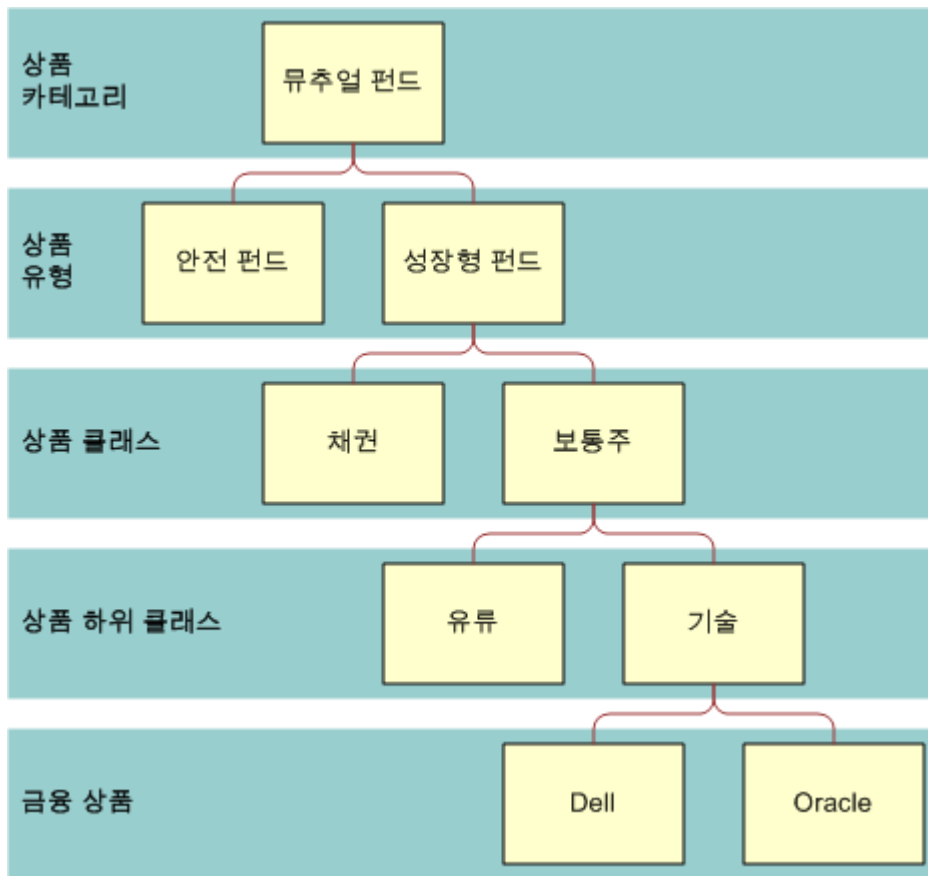 상품
카테고리
뮤추얼 펀드
상품
유형
안전 펀드
성장형 펀드
상품 클래스
채권
보통주
상품 하위 클래스
유류
기술
금융 상품
Dell
Oracle